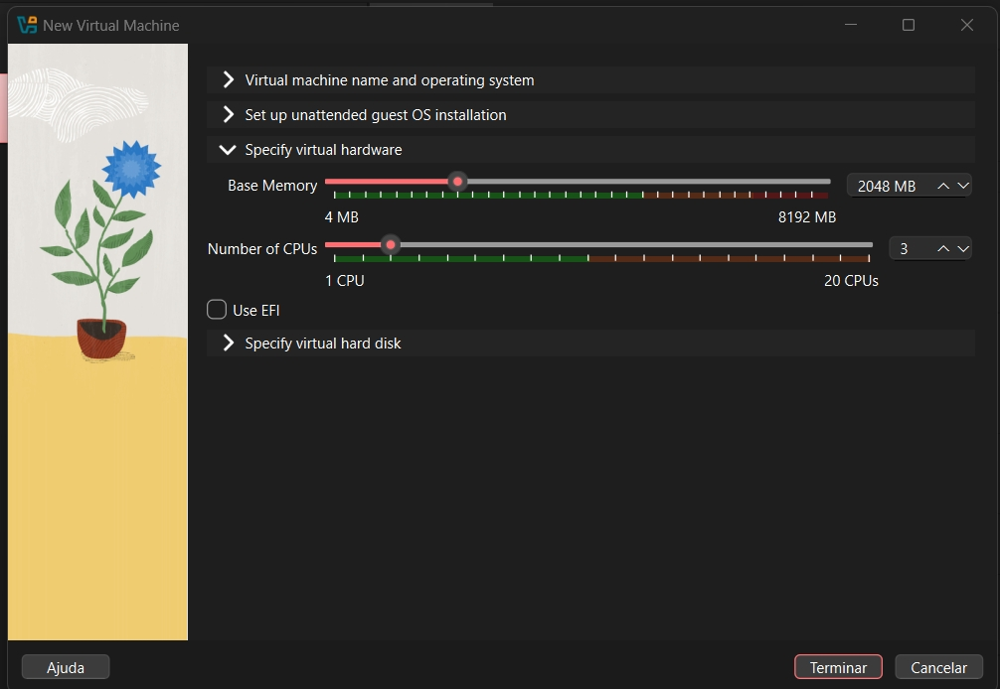 New Virtual Machine
Virtual machine name and operating system
Set up unattended guest OS installation
Specify virtual hardware
Base Memory 2048 MB
4 MB 8192 MB
Number of CPUs 3
1 CPU 20 CPUs
Use EFI
Specify virtual hard disk
Ajuda Terminar Cancelar